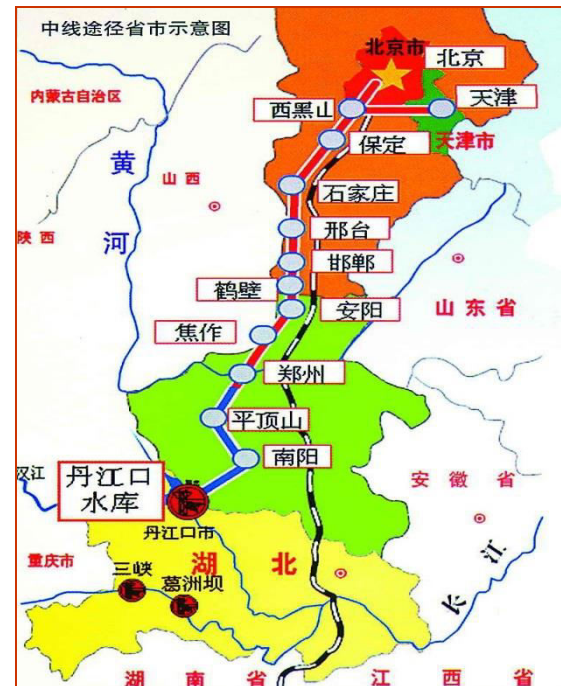 中线途径省市示意图
北京市
北京
内蒙古自治区
西黑山
天津
天津市
保定
黄
河
山西
石家庄
陕西
邢台
邯郸
鹤壁
安阳
山东省
焦作
郑州
平顶山
南阳
汉江
丹江口
水库
安徽省
丹江口市
重庆市
三峡
葛洲坝
湖北
长江
湖南省
江西省